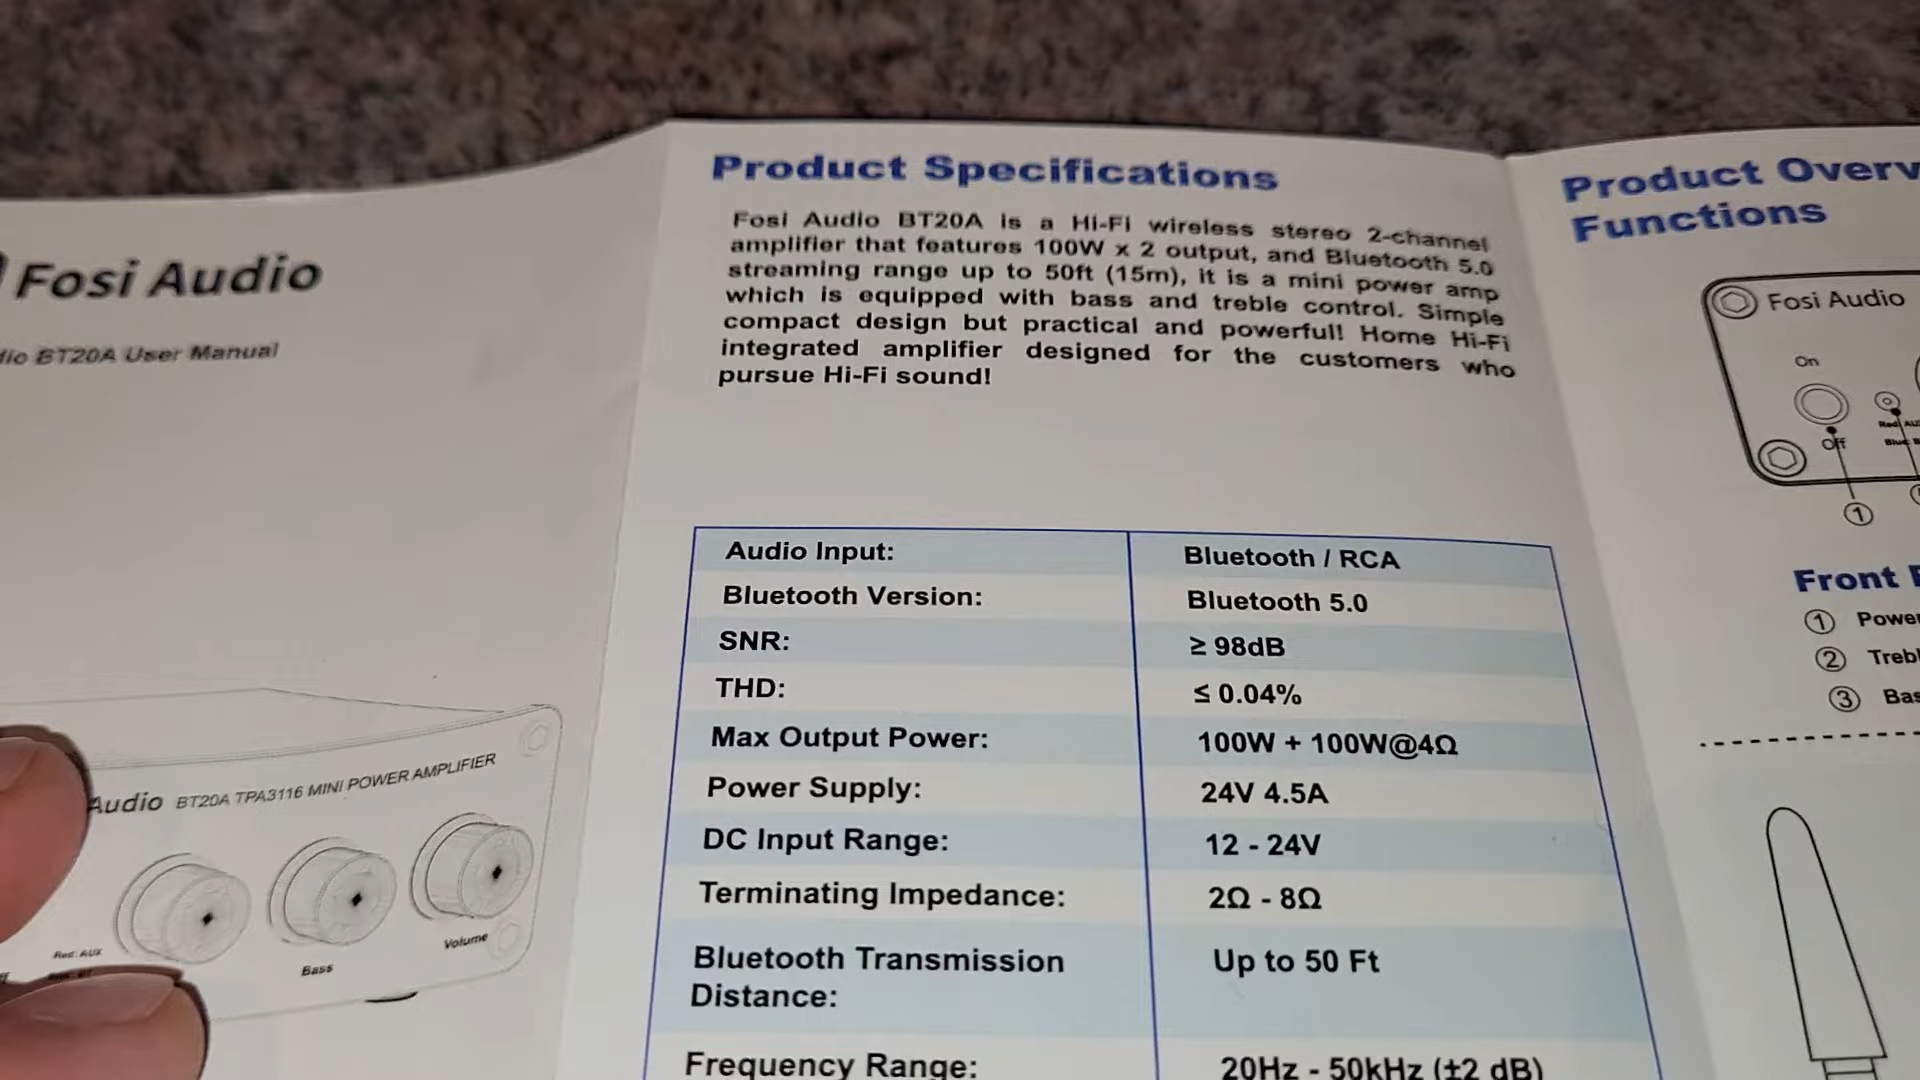 Fosi Audio
dio BT20A User Manual
Audio BT20A TPA3116 MINI POWER AMPLIFIER
Red: AUX
Bass
Volume
Product Specifications
Fosi Audio BT20A is a Hi-Fi wireless stereo 2-channel
amplifier that features 100W x 2 output, and Bluetooth 5.0
streaming range up to 50ft (15m), it is a mini power amp
which is equipped with bass and treble control. Simple
compact design but practical and powerful! Home Hi-Fi
integrated amplifier designed for the customers who
pursue Hi-Fi sound!
Audio Input: Bluetooth / RCA
Bluetooth Version: Bluetooth 5.0
SNR: ≥ 98dB
THD: ≤ 0.04%
Max Output Power: 100W + 100W@4Ω
Power Supply: 24V 4.5A
DC Input Range: 12 - 24V
Terminating Impedance: 2Ω - 8Ω
Bluetooth Transmission Up to 50 Ft
Distance:
Frequency Range: 20Hz - 50kHz (±2 dB)
Product Overv
Functions
Fosi Audio
On
Off
Red: AU
Blue: B
①
Front
① Power
② Trebl
③ Bas